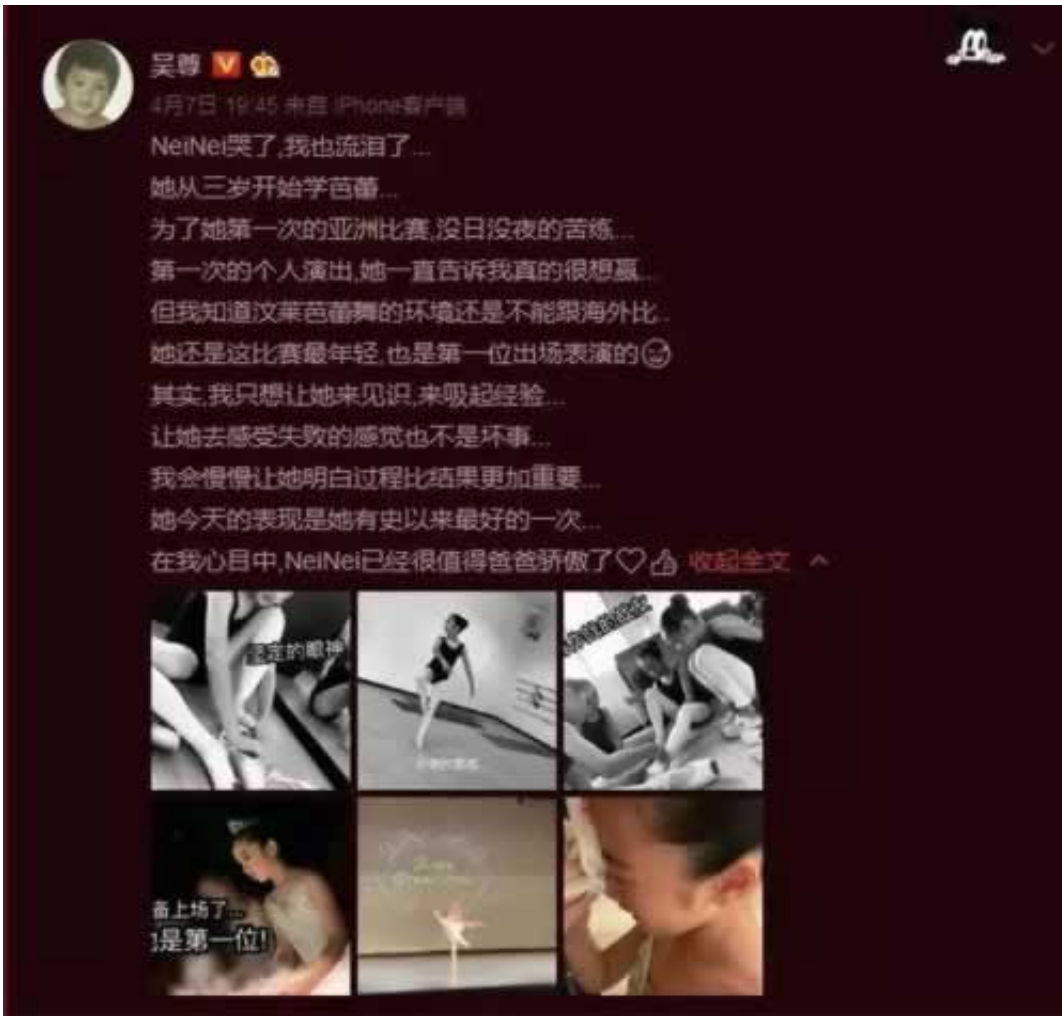 吴尊
4月7日 19:45 来自 iPhone客户端
NeiNei哭了,我也流泪了...
她从三岁开始学芭蕾...
为了她第一次的亚洲比赛,没日没夜的苦练...
第一次的个人演出,她一直告诉我真的很想赢...
但我知道汶莱芭蕾舞的环境还是不能跟海外比..
她还是这比赛最年轻,也是第一位出场表演的
其实,我只想让她来见识,来吸起经验...
让她去感受失败的感觉也不是坏事...
我会慢慢让她明白过程比结果更加重要...
她今天的表现是她有史以来最好的一次...
在我心目中,NeiNei已经很值得爸爸骄傲了♡ 收起全文
定的眼神
备上场了...
是第一位!